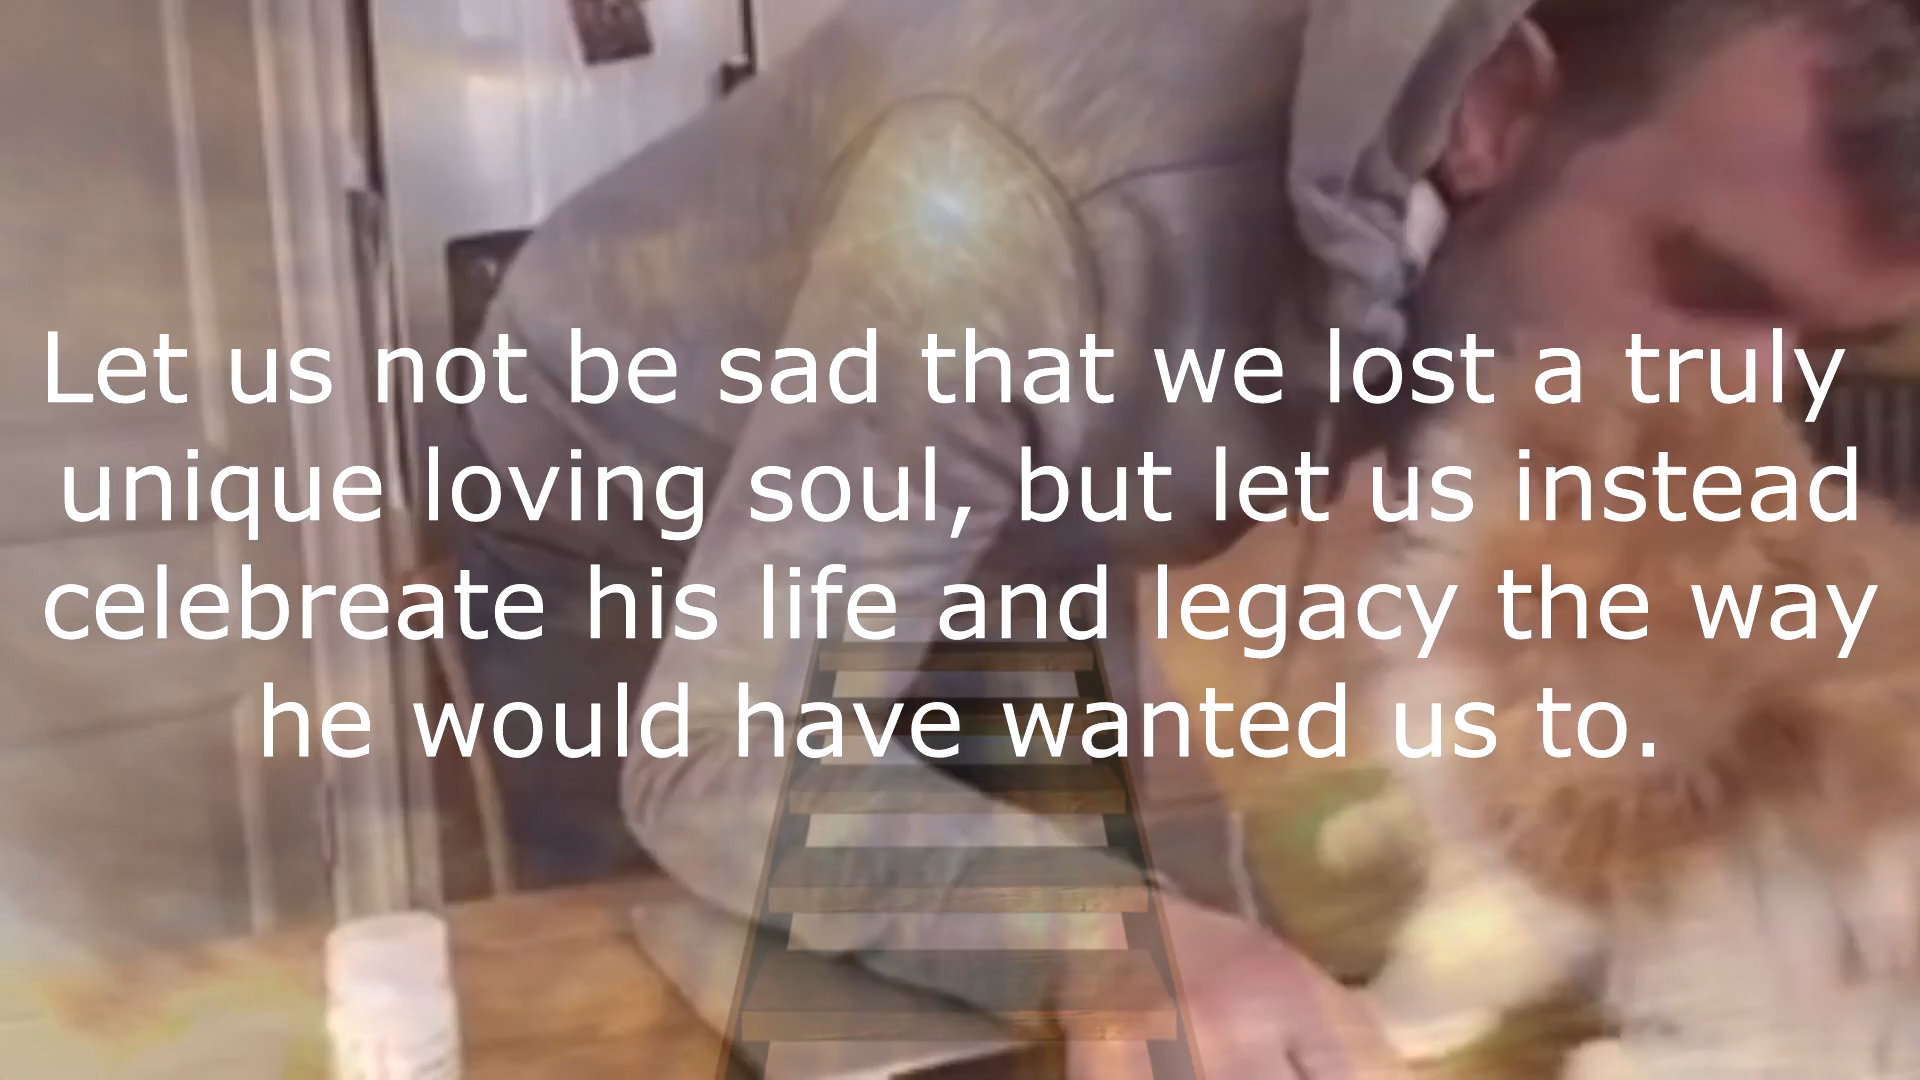 Let us not be sad that we lost a truly
unique loving soul, but let us instead
celebreate his life and legacy the way
he would have wanted us to.